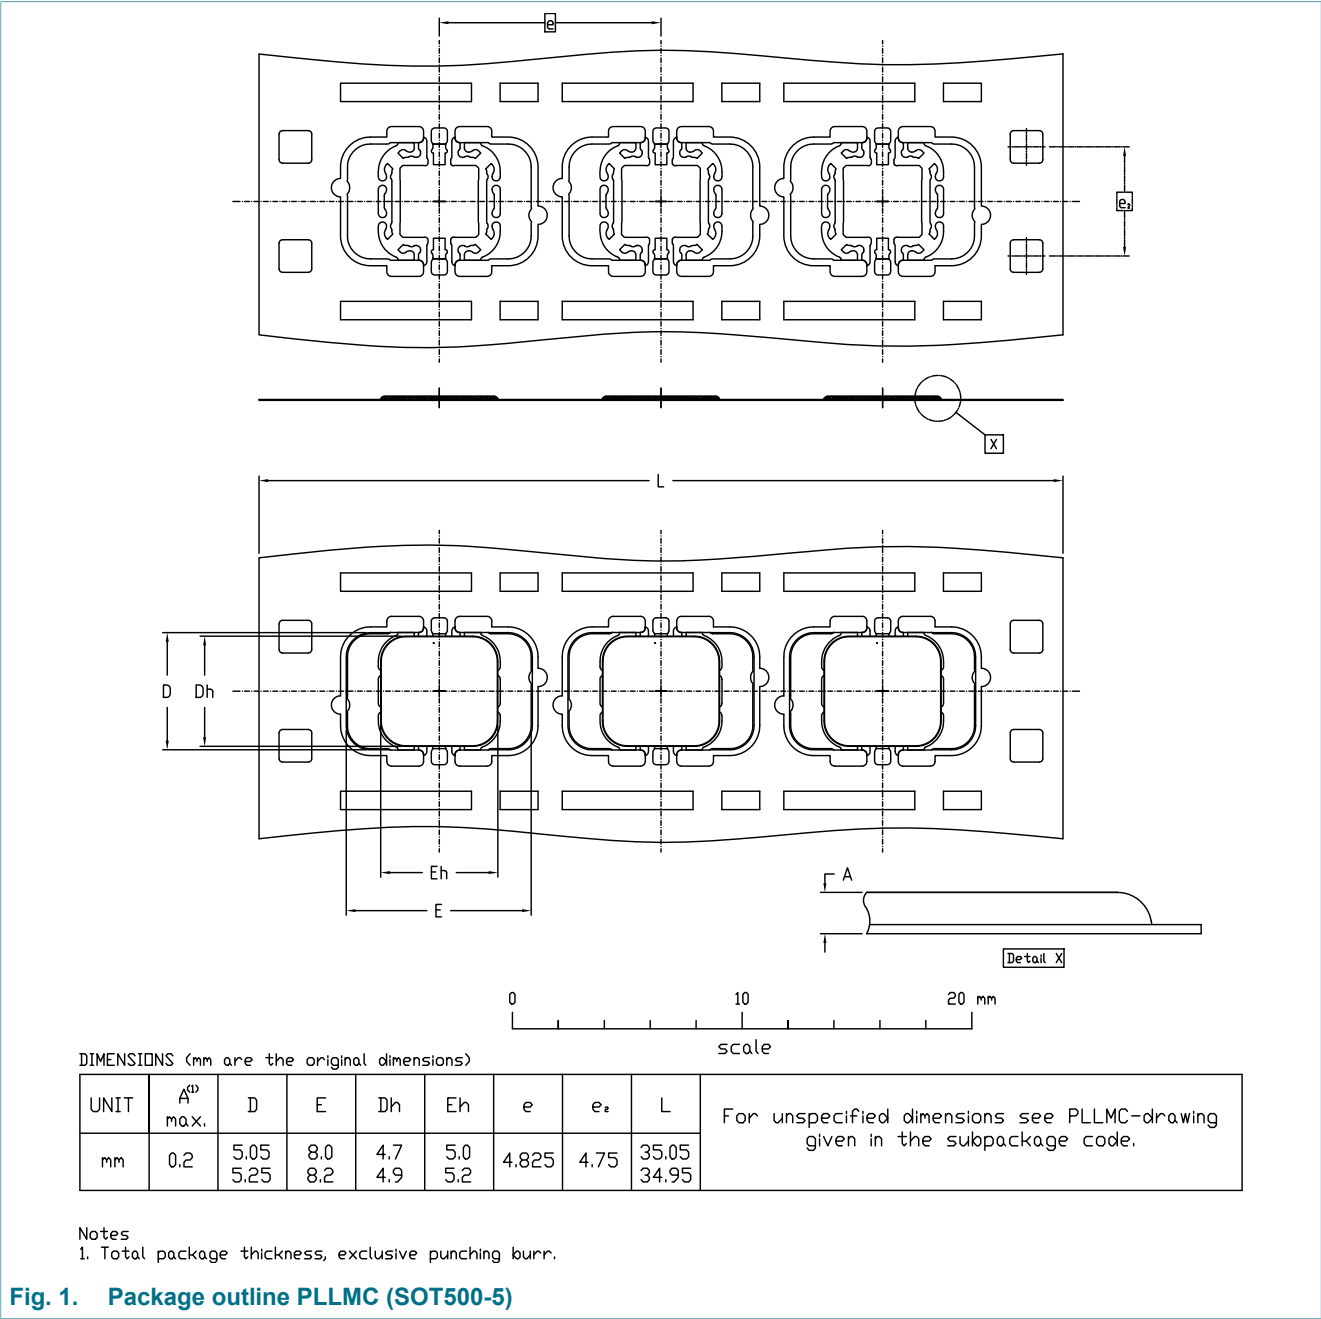 e
e₂
X
L
D Dh
Eh
E
A
Detail X
0 10 20 mm
scale
DIMENSIONS (mm are the original dimensions)
UNIT A(1) max. D E Dh Eh e e₂ L
mm 0.2 5.05 5.25 8.0 8.2 4.7 4.9 5.0 5.2 4.825 4.75 35.05 34.95
For unspecified dimensions see PLLMC-drawing
given in the subpackage code.
Notes
1. Total package thickness, exclusive punching burr.
Fig. 1. Package outline PLLMC (SOT500-5)